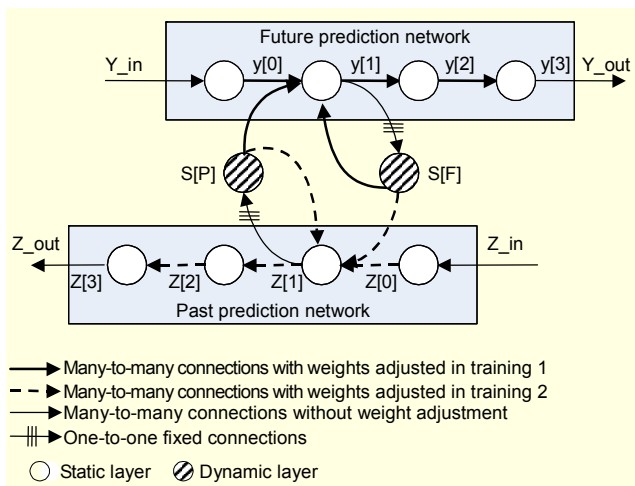 Future prediction network
Y_in y[0] y[1] y[2] y[3] Y_out
S[P] S[F]
Z_out Z_in
Z[3] Z[2] Z[1] Z[0]
Past prediction network
Many-to-many connections with weights adjusted in training 1
Many-to-many connections with weights adjusted in training 2
Many-to-many connections without weight adjustment
One-to-one fixed connections
Static layer Dynamic layer